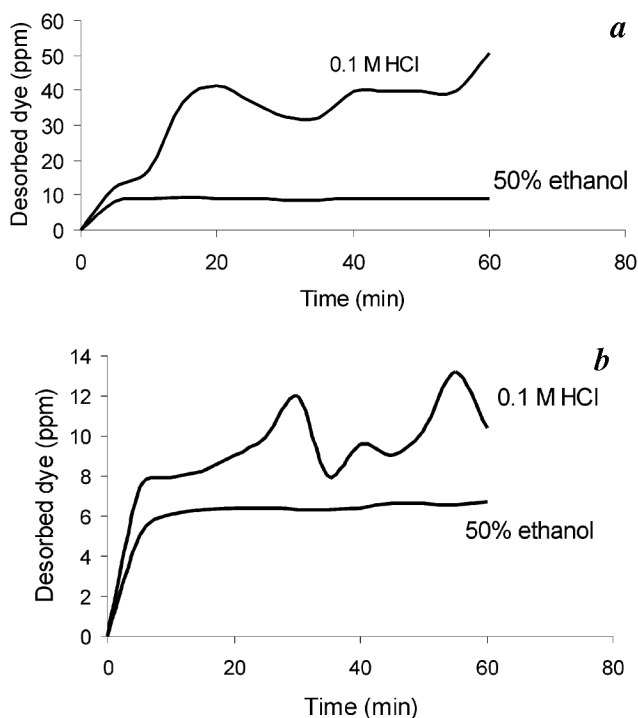 a
60
50
40
30
20
10
0
Desorbed dye (ppm)
0.1 M HCl
50% ethanol
0 20 40 60 80
Time (min)
b
14
12
10
8
6
4
2
0
Desorbed dye (ppm)
0.1 M HCl
50% ethanol
0 20 40 60 80
Time (min)